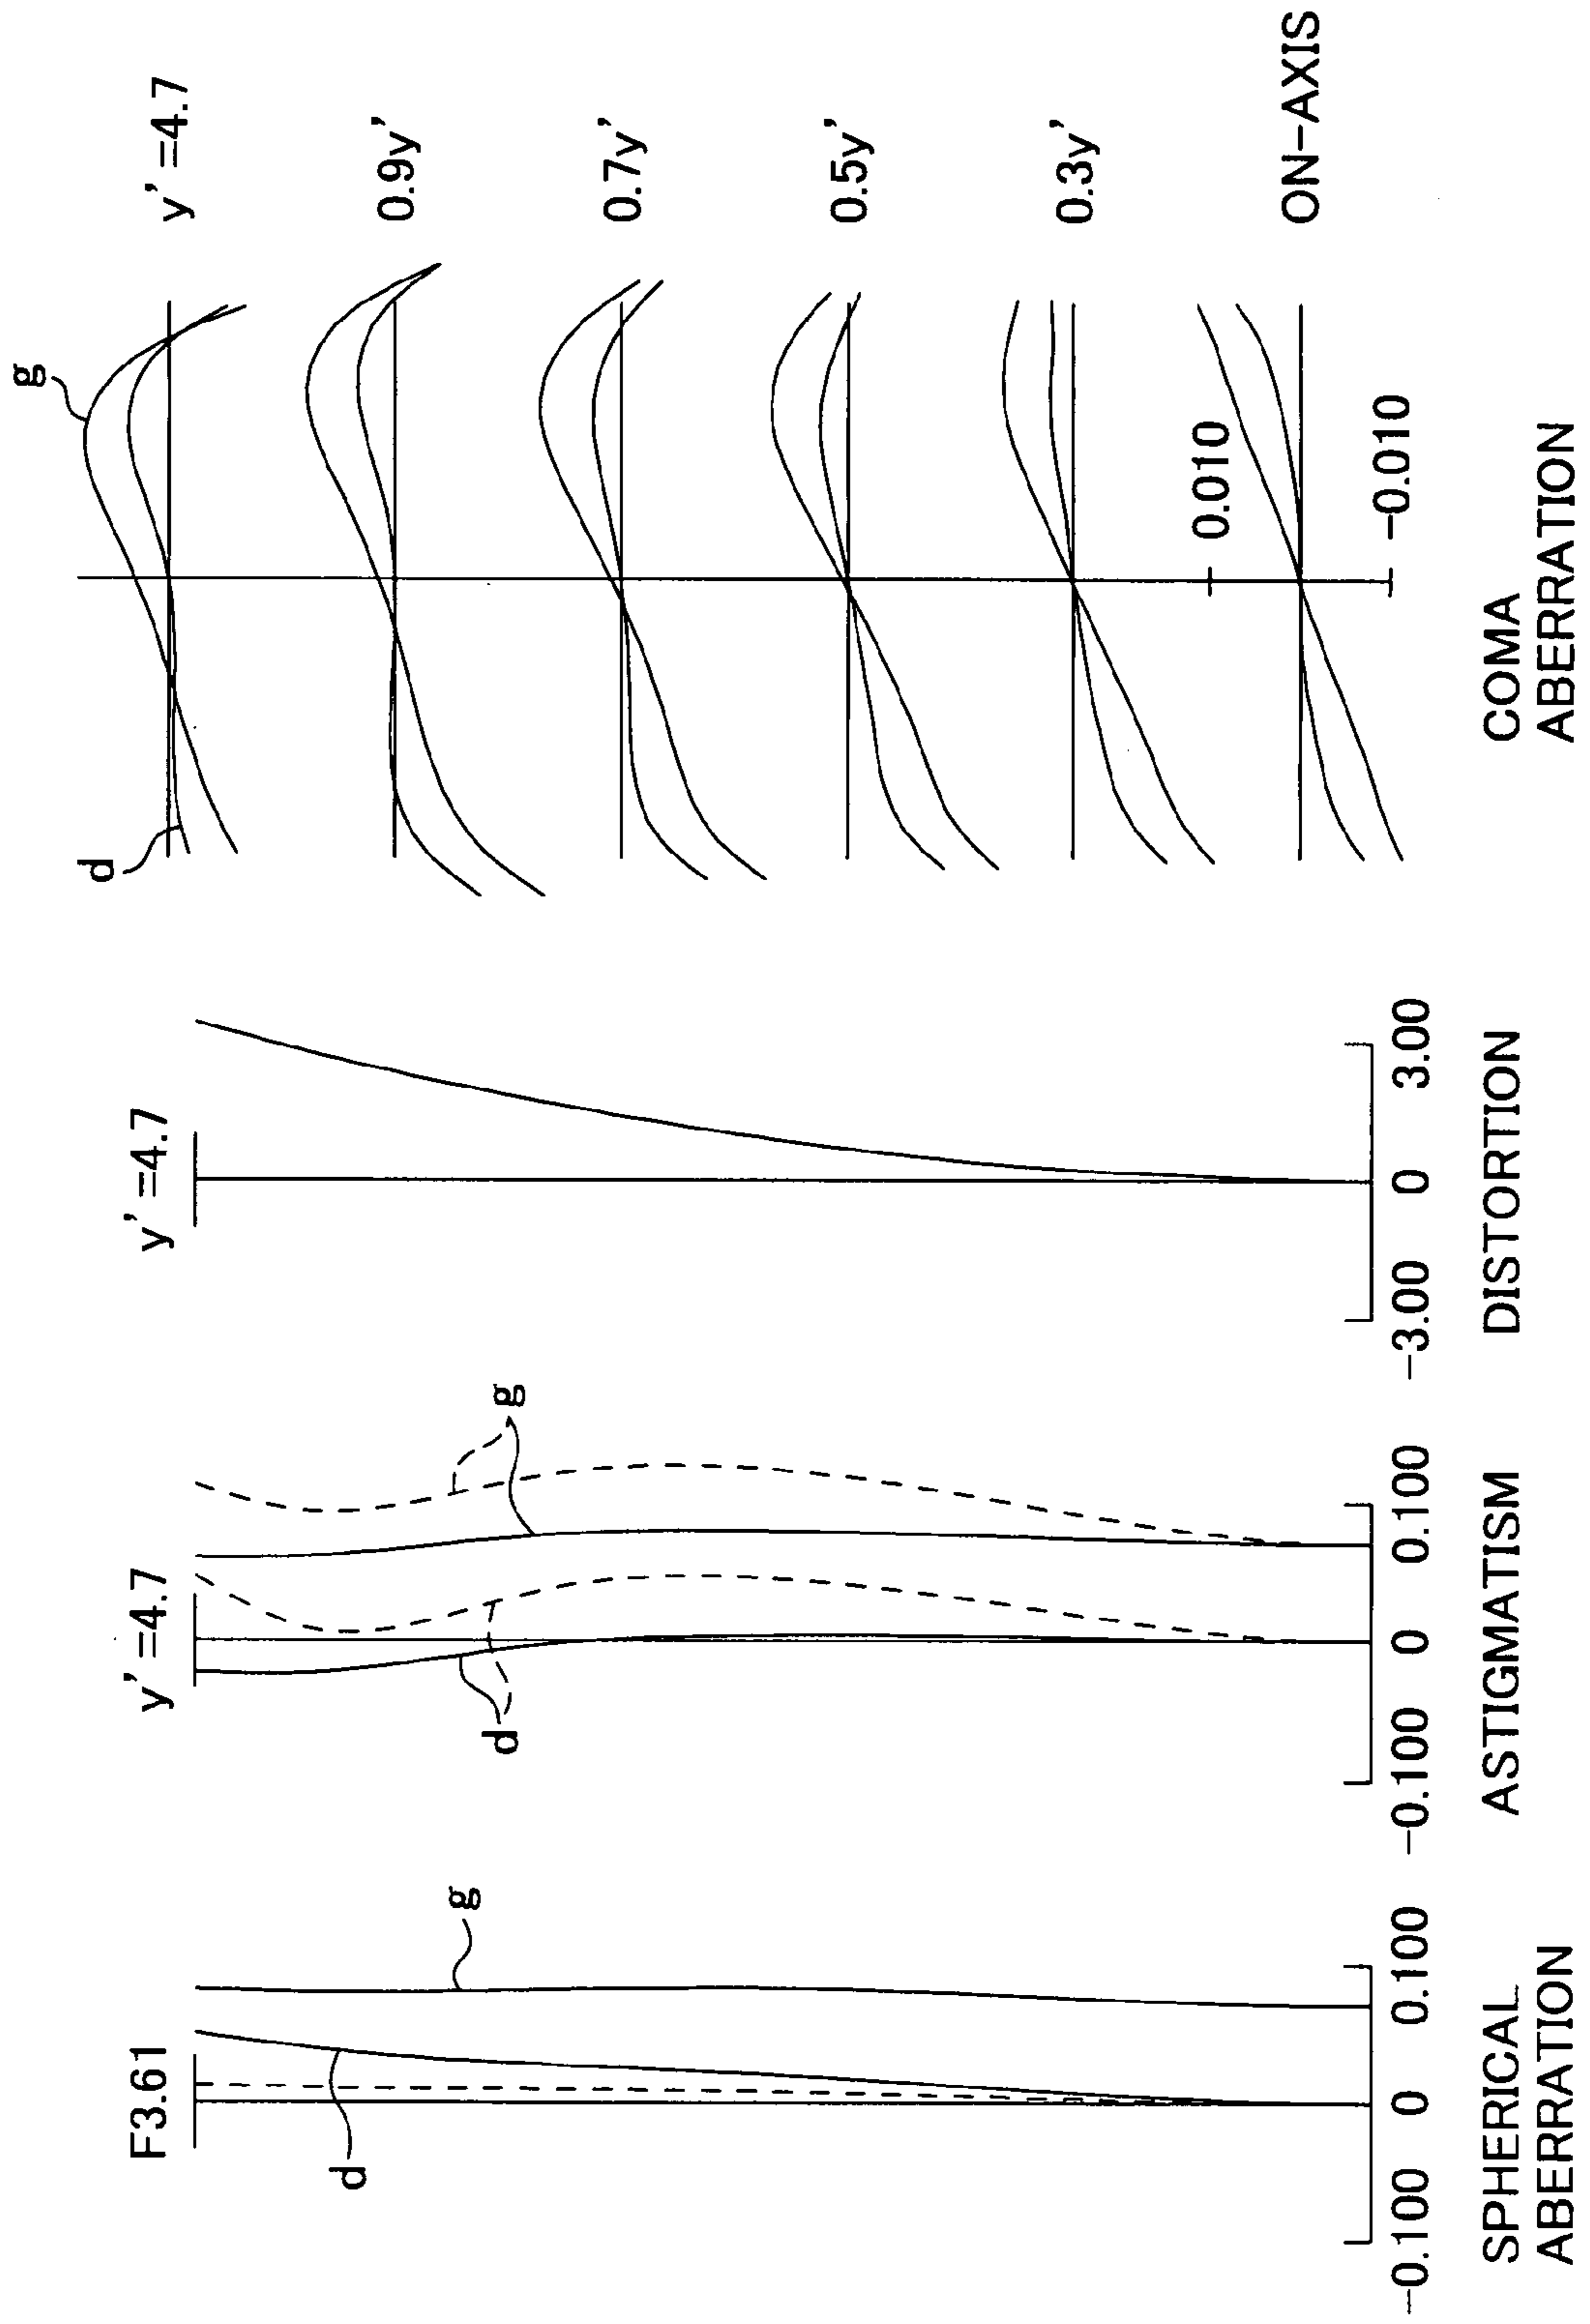 F3.61
d
g
-0.100
0
0.100
SPHERICAL
ABERRATION
y'=4.7
d
g
-0.100
0
0.100
ASTIGMATISM
y'=4.7
-3.00
0
3.00
DISTORTION
d
g
y'=4.7
0.9y'
0.7y'
0.5y'
0.3y'
ON-AXIS
0.010
-0.010
COMA
ABERRATION